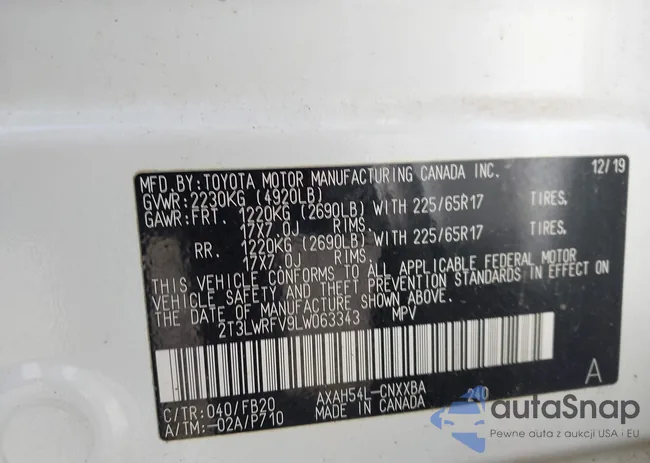 MFD.BY:TOYOTA MOTOR MANUFACTURING CANADA INC. 12/19
GVWR:2230KG (4920LB)
GAWR:FRT. 1220KG (2690LB) WITH 225/65R17 TIRES.
17X7.0J RIMS.
RR. 1220KG (2690LB) WITH 225/65R17 TIRES.
17X7.0J RIMS.
THIS VEHICLE CONFORMS TO ALL APPLICABLE FEDERAL MOTOR
VEHICLE SAFETY AND THEFT PREVENTION STANDARDS IN EFFECT ON
THE DATE OF MANUFACTURE SHOWN ABOVE.
2T3LWRFV9LW063343 MPV
A
C/TR:040/FB20 AXAH54L-CNXXBA 240
A/TM:-02A/P710 MADE IN CANADA
autoSnap
Pewne auta z aukcji USA i EU